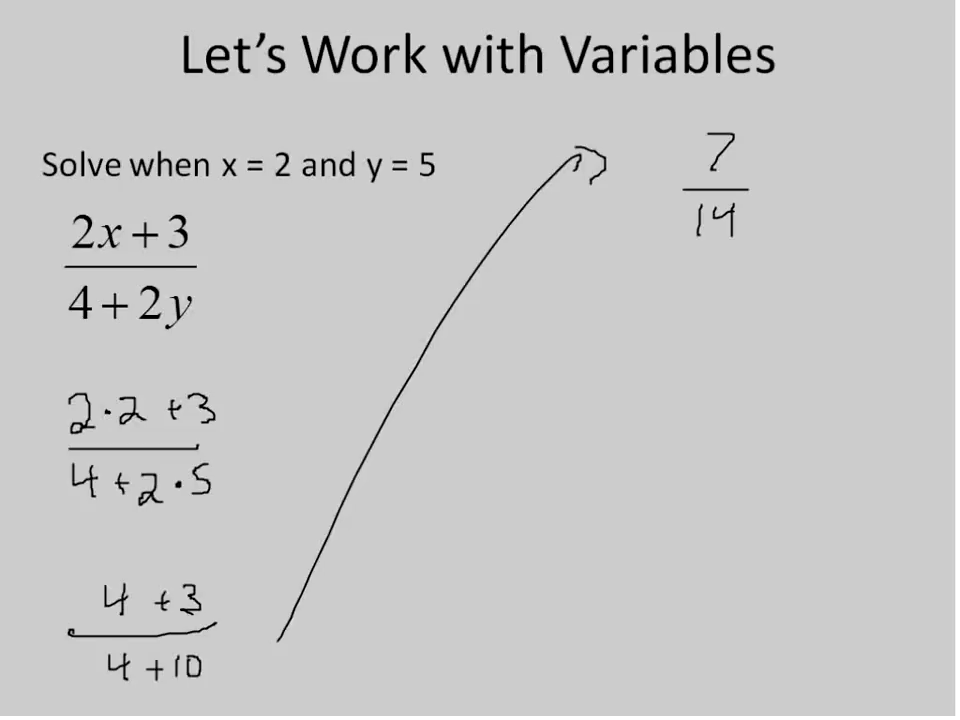 Let's Work with Variables
Solve when x = 2 and y = 5
2x + 3
4 + 2y
2 · 2 + 3
4 + 2 · 5
4 + 3
4 + 10
7
14